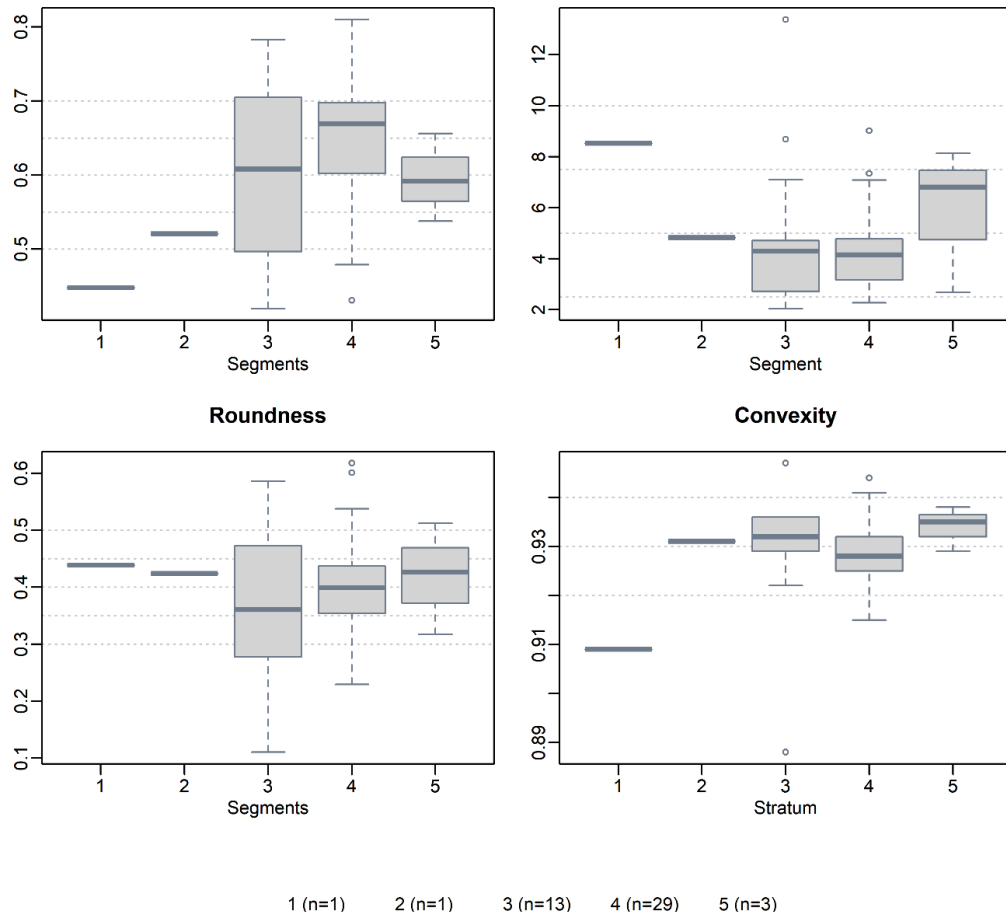 0.8
0.7
0.6
0.5
1 2 3 4 5
Segments
12
10
8
6
4
2
1 2 3 4 5
Segment
Roundness
0.6
0.5
0.4
0.3
0.2
0.1
1 2 3 4 5
Segments
Convexity
0.93
0.91
0.89
1 2 3 4 5
Stratum
1 (n=1) 2 (n=1) 3 (n=13) 4 (n=29) 5 (n=3)